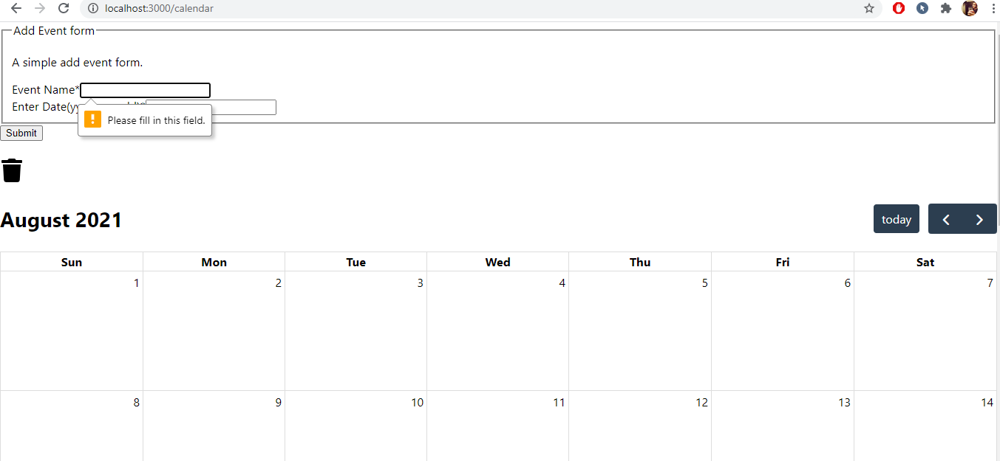 localhost:3000/calendar
Add Event form
A simple add event form.
Event Name*
Enter Date(yy
Please fill in this field.
Submit
August 2021
today
Sun Mon Tue Wed Thu Fri Sat
1 2 3 4 5 6 7
8 9 10 11 12 13 14